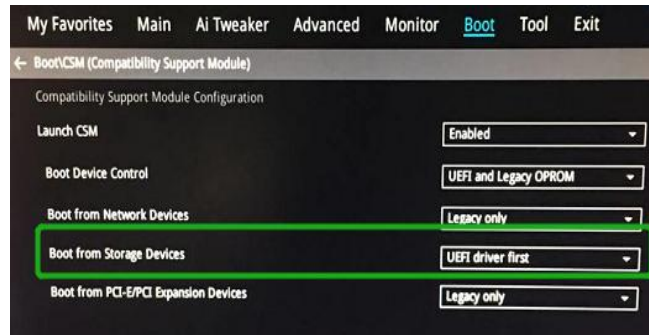 My Favorites Main Ai Tweaker Advanced Monitor Boot Tool Exit
← Boot\CSM (Compatibility Support Module)
Compatibility Support Module Configuration
Launch CSM Enabled
Boot Device Control UEFI and Legacy OPROM
Boot from Network Devices Legacy only
Boot from Storage Devices UEFI driver first
Boot from PCI-E/PCI Expansion Devices Legacy only